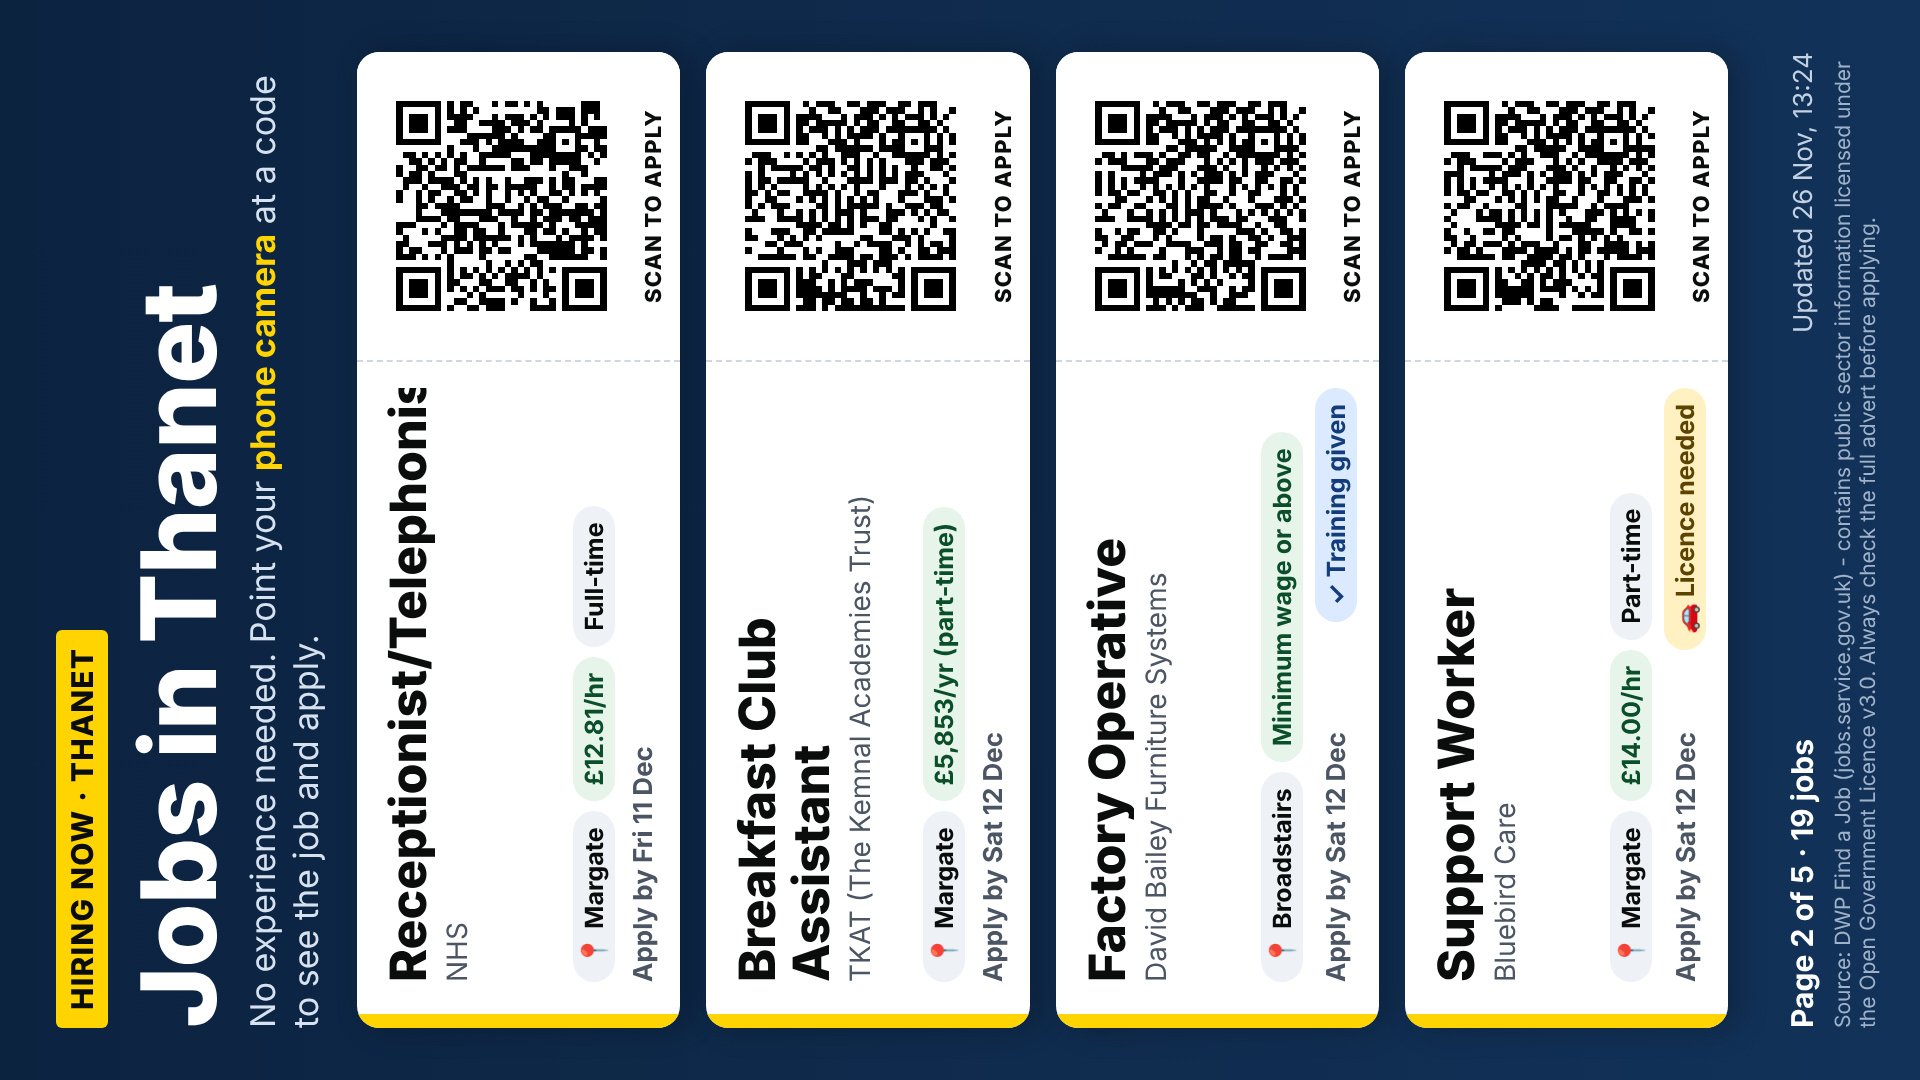 HIRING NOW · THANET
Jobs in Thanet
No experience needed. Point your phone camera at a code
to see the job and apply.
Receptionist/Telephonis
NHS
📍 Margate £12.81/hr Full-time
Apply by Fri 11 Dec
SCAN TO APPLY
Breakfast Club
Assistant
TKAT (The Kemnal Academies Trust)
📍 Margate £5,853/yr (part-time)
Apply by Sat 12 Dec
SCAN TO APPLY
Factory Operative
David Bailey Furniture Systems
📍 Broadstairs Minimum wage or above
Apply by Sat 12 Dec ✓ Training given
SCAN TO APPLY
Support Worker
Bluebird Care
📍 Margate £14.00/hr Part-time
Apply by Sat 12 Dec 🚗 Licence needed
SCAN TO APPLY
Page 2 of 5 · 19 jobs Updated 26 Nov, 13:24
Source: DWP Find a Job (jobs.service.gov.uk) - contains public sector information licensed under
the Open Government Licence v3.0. Always check the full advert before applying.